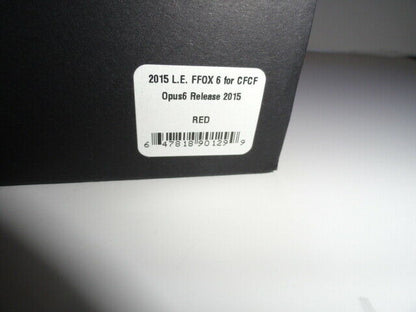 2015 L.E. FFOX 6 for CFCF
Opus6 Release 2015
RED
6 47818 90129 9